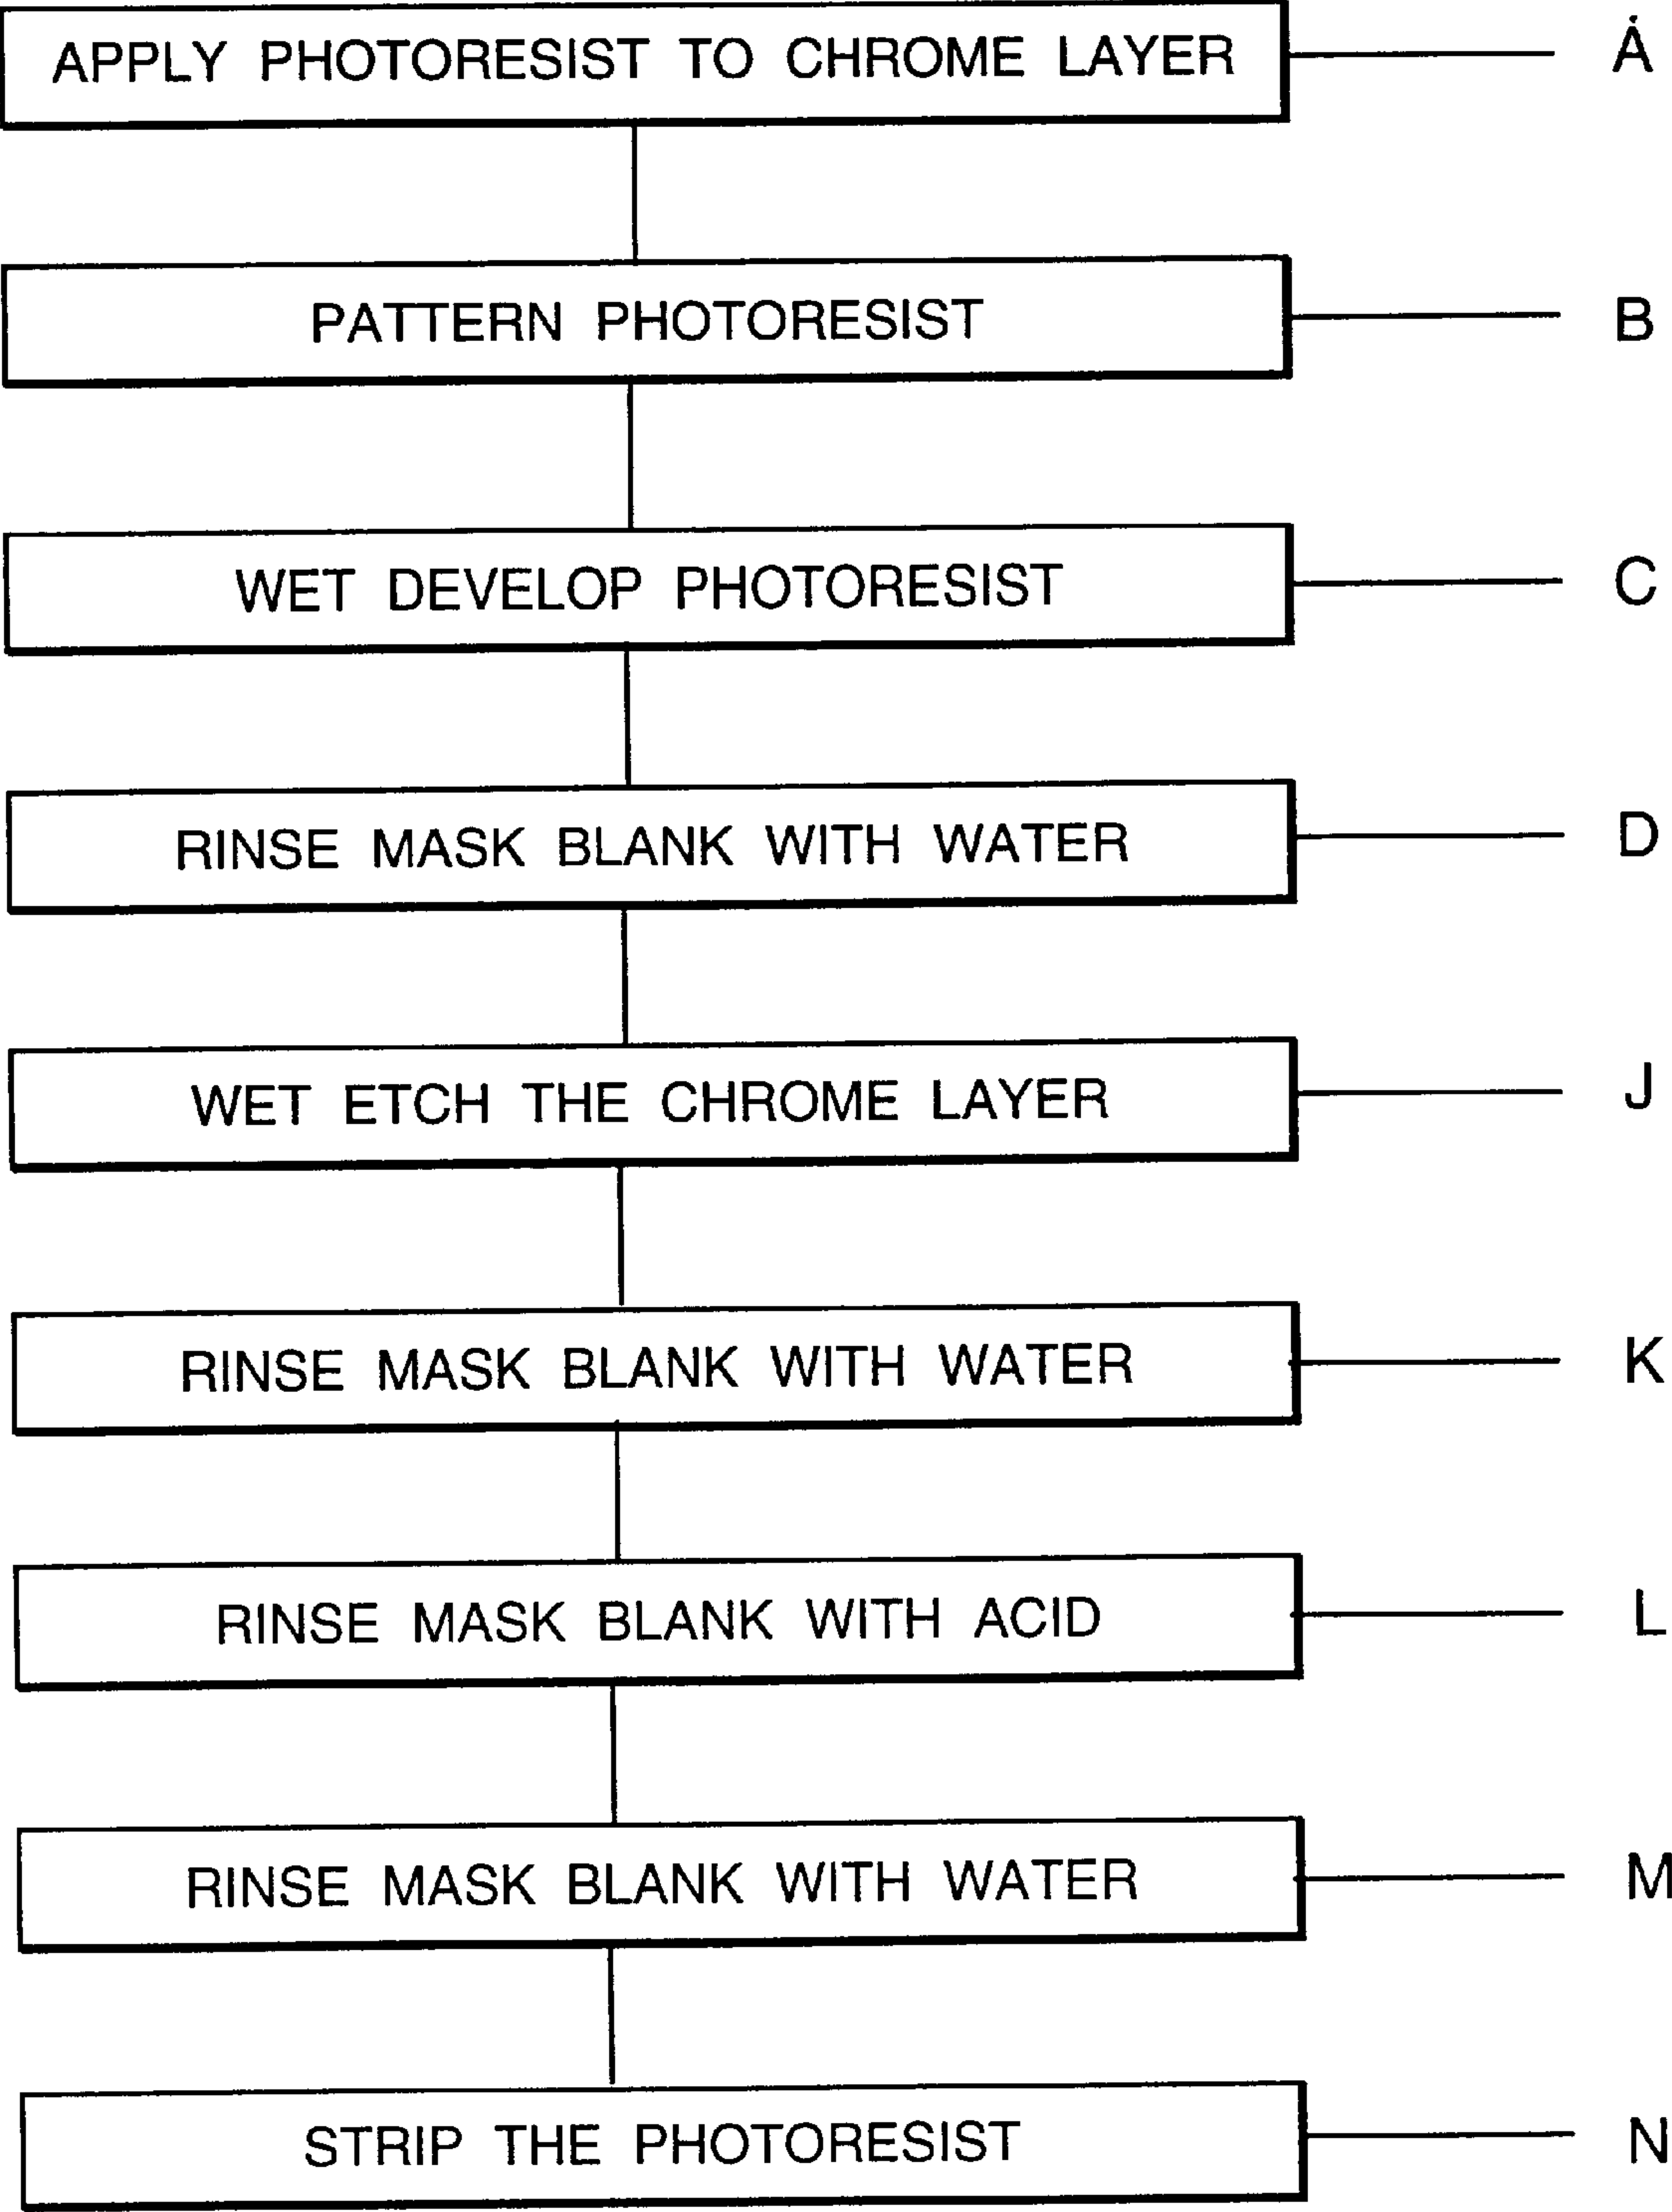 APPLY PHOTORESIST TO CHROME LAYER A
PATTERN PHOTORESIST B
WET DEVELOP PHOTORESIST C
RINSE MASK BLANK WITH WATER D
WET ETCH THE CHROME LAYER J
RINSE MASK BLANK WITH WATER K
RINSE MASK BLANK WITH ACID L
RINSE MASK BLANK WITH WATER M
STRIP THE PHOTORESIST N